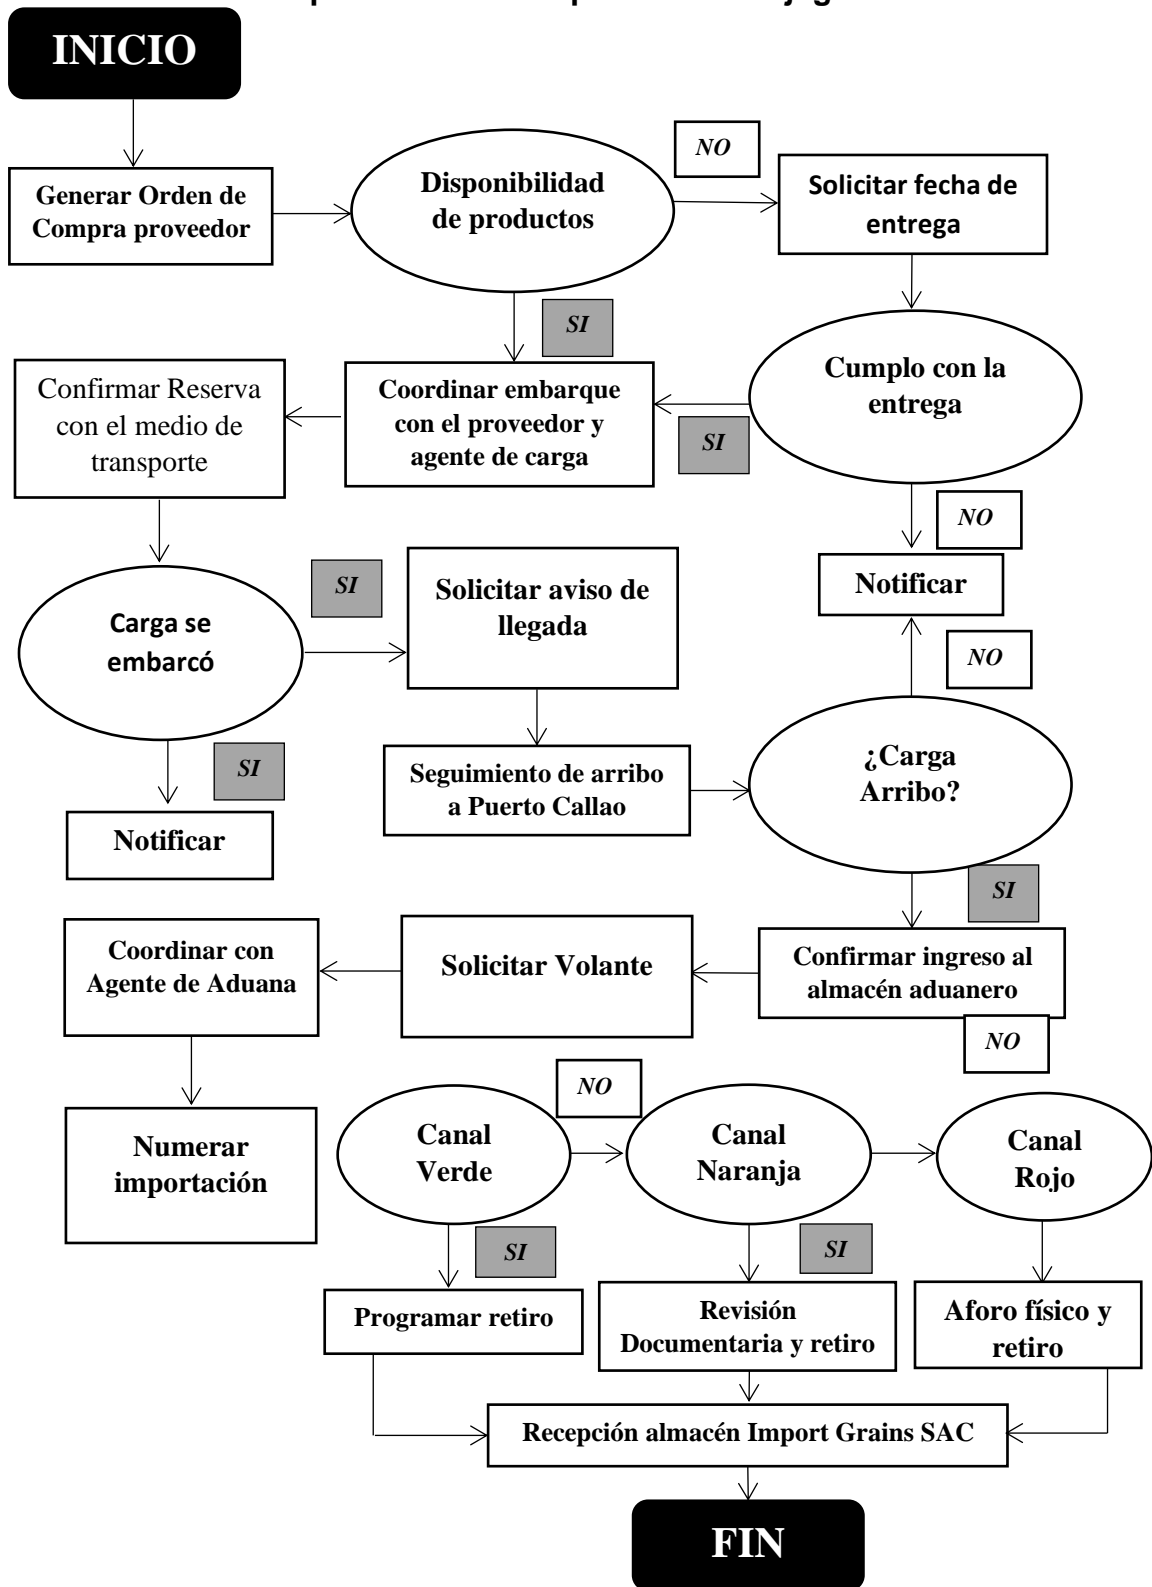 INICIO
NO
Generar Orden de
Compra proveedor
Disponibilidad
de productos
Solicitar fecha de
entrega
SI
Confirmar Reserva
con el medio de
transporte
Coordinar embarque
con el proveedor y
agente de carga
SI
Cumplo con la
entrega
NO
Carga se
embarcó
SI
Solicitar aviso de
llegada
Notificar
NO
SI
Notificar
Seguimiento de arribo
a Puerto Callao
¿Carga
Arribo?
SI
Coordinar con
Agente de Aduana
Solicitar Volante
Confirmar ingreso al
almacén aduanero
NO
Numerar
importación
Canal
Verde
NO
Canal
Naranja
Canal
Rojo
SI
SI
Programar retiro
Revisión
Documentaria y retiro
Aforo físico y
retiro
Recepción almacén Import Grains SAC
FIN